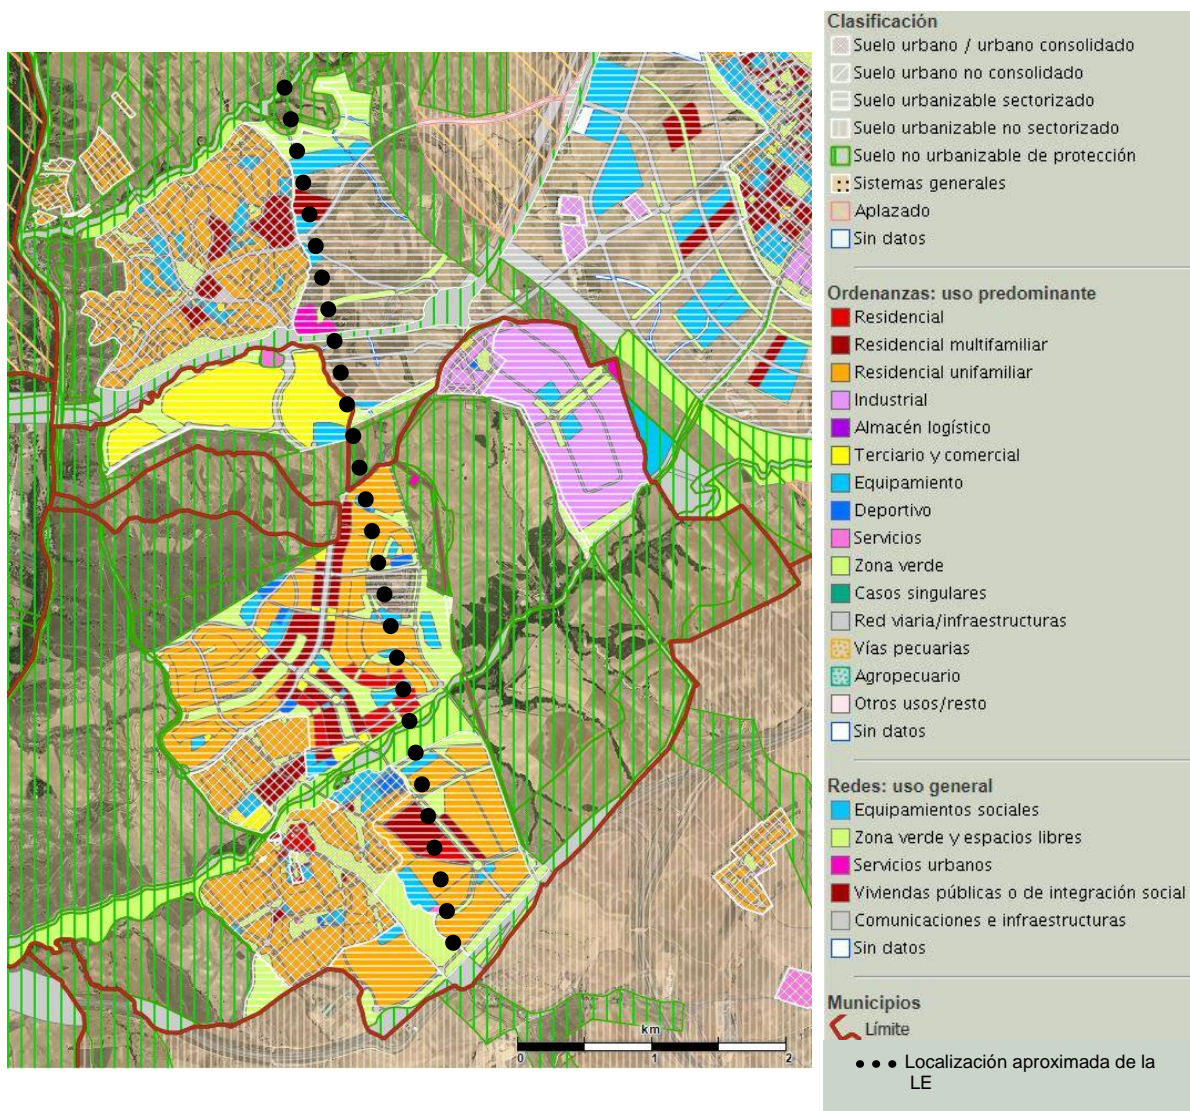 Clasificación
Suelo urbano / urbano consolidado
Suelo urbano no consolidado
Suelo urbanizable sectorizado
Suelo urbanizable no sectorizado
Suelo no urbanizable de protección
Sistemas generales
Aplazado
Sin datos
Ordenanzas: uso predominante
Residencial
Residencial multifamiliar
Residencial unifamiliar
Industrial
Almacén logístico
Terciario y comercial
Equipamiento
Deportivo
Servicios
Zona verde
Casos singulares
Red viaria/infraestructuras
Vías pecuarias
Agropecuario
Otros usos/resto
Sin datos
Redes: uso general
Equipamientos sociales
Zona verde y espacios libres
Servicios urbanos
Viviendas públicas o de integración social
Comunicaciones e infraestructuras
Sin datos
Municipios
Límite
Localización aproximada de la
LE
km
0 1 2